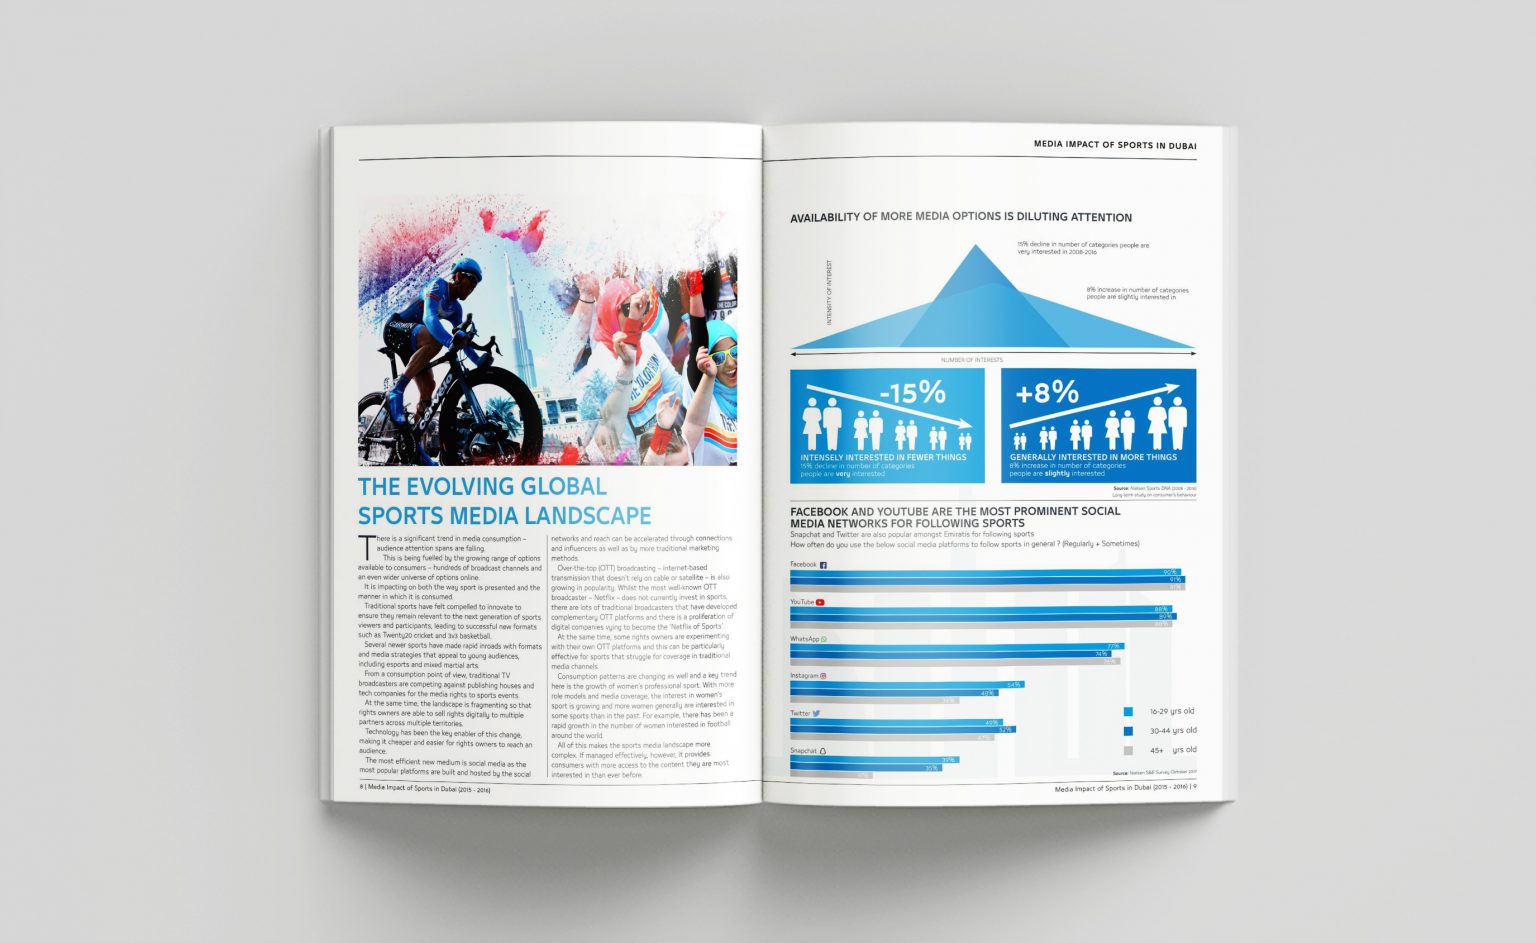 THE EVOLVING GLOBAL
SPORTS MEDIA LANDSCAPE
There is a significant trend in media consumption –
audience attention spans are falling.
This is being fuelled by the growing range of options
available to consumers – hundreds of broadcast channels and
an even wider universe of options online.
It is impacting on both the way sport is presented and the
manner in which it is consumed.
Traditional sports have felt compelled to innovate to
ensure they remain relevant to the next generation of sports
viewers and participants, leading to successful new formats
such as Twenty20 cricket and 3v3 basketball.
Several newer sports have made rapid inroads with formats
and media strategies that appeal to young audiences,
including esports and mixed martial arts.
From a consumption point of view, traditional TV
broadcasters are competing against publishing houses and
tech companies for the media rights to sports events.
At the same time, the landscape is fragmenting so that
rights owners are able to sell rights digitally to multiple
partners across multiple territories.
Technology has been the key enabler of this change,
making it cheaper and easier for rights owners to reach an
audience.
The most efficient new medium is social media as the
most popular platforms are built and hosted by the social
networks and reach can be accelerated through connections
and influencers as well as by more traditional marketing
methods.
Over-the-top (OTT) broadcasting – internet-based
transmission that doesn't rely on cable or satellite – is also
growing in popularity. Whilst the most well-known OTT
broadcaster – Netflix – does not currently invest in sports,
there are lots of traditional broadcasters that have developed
complementary OTT platforms and there is a proliferation of
digital companies vying to become the 'Netflix of Sports'.
At the same time, some rights owners are experimenting
with their own OTT platforms and this can be particularly
effective for sports that struggle for coverage in traditional
media channels.
Consumption patterns are changing as well and a key trend
here is the growth of women's professional sport. With more
role models and media coverage, the interest in women's
sport is growing and more women generally are interested in
some sports than in the past. For example, there has been a
rapid growth in the number of women interested in football
around the world.
All of this makes the sports media landscape more
complex. If managed effectively, however, it provides
consumers with more access to the content they are most
interested in than ever before.
8 | Media Impact of Sports in Dubai (2015 - 2016)
MEDIA IMPACT OF SPORTS IN DUBAI
AVAILABILITY OF MORE MEDIA OPTIONS IS DILUTING ATTENTION
15% decline in number of categories people are
very interested in 2008-2016
INTENSITY OF INTEREST
8% increase in number of categories
people are slightly interested in
NUMBER OF INTERESTS
-15%
INTENSELY INTERESTED IN FEWER THINGS
15% decline in number of categories
people are very interested
+8%
GENERALLY INTERESTED IN MORE THINGS
8% increase in number of categories
people are slightly interested
Source: Nielsen Sports DNA (2008 - 2016)
Long term study on consumer's behaviour
FACEBOOK AND YOUTUBE ARE THE MOST PROMINENT SOCIAL
MEDIA NETWORKS FOR FOLLOWING SPORTS
Snapchat and Twitter are also popular amongst Emiratis for following sports
How often do you use the below social media platforms to follow sports in general ? (Regularly + Sometimes)
Facebook
90%
91%
YouTube
88%
89%
WhatsApp
77%
74%
76%
Instagram
54%
48%
Twitter
49%
52%
Snapchat
39%
35%
16-29 yrs old
30-44 yrs old
45+ yrs old
Source: Nielsen S&E Survey October 2017
Media Impact of Sports in Dubai (2015 - 2016) | 9